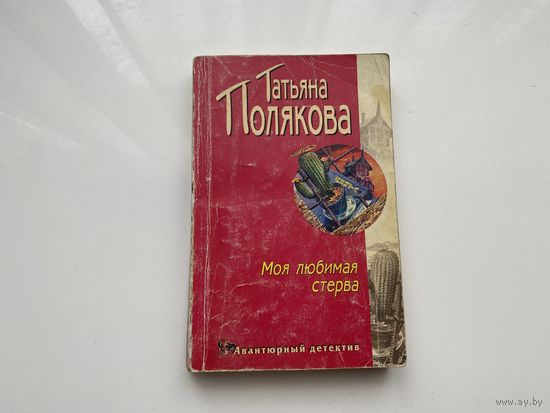 Татьяна
Полякова
Моя любимая
стерва
Авантюрный детектив
www.ay.by